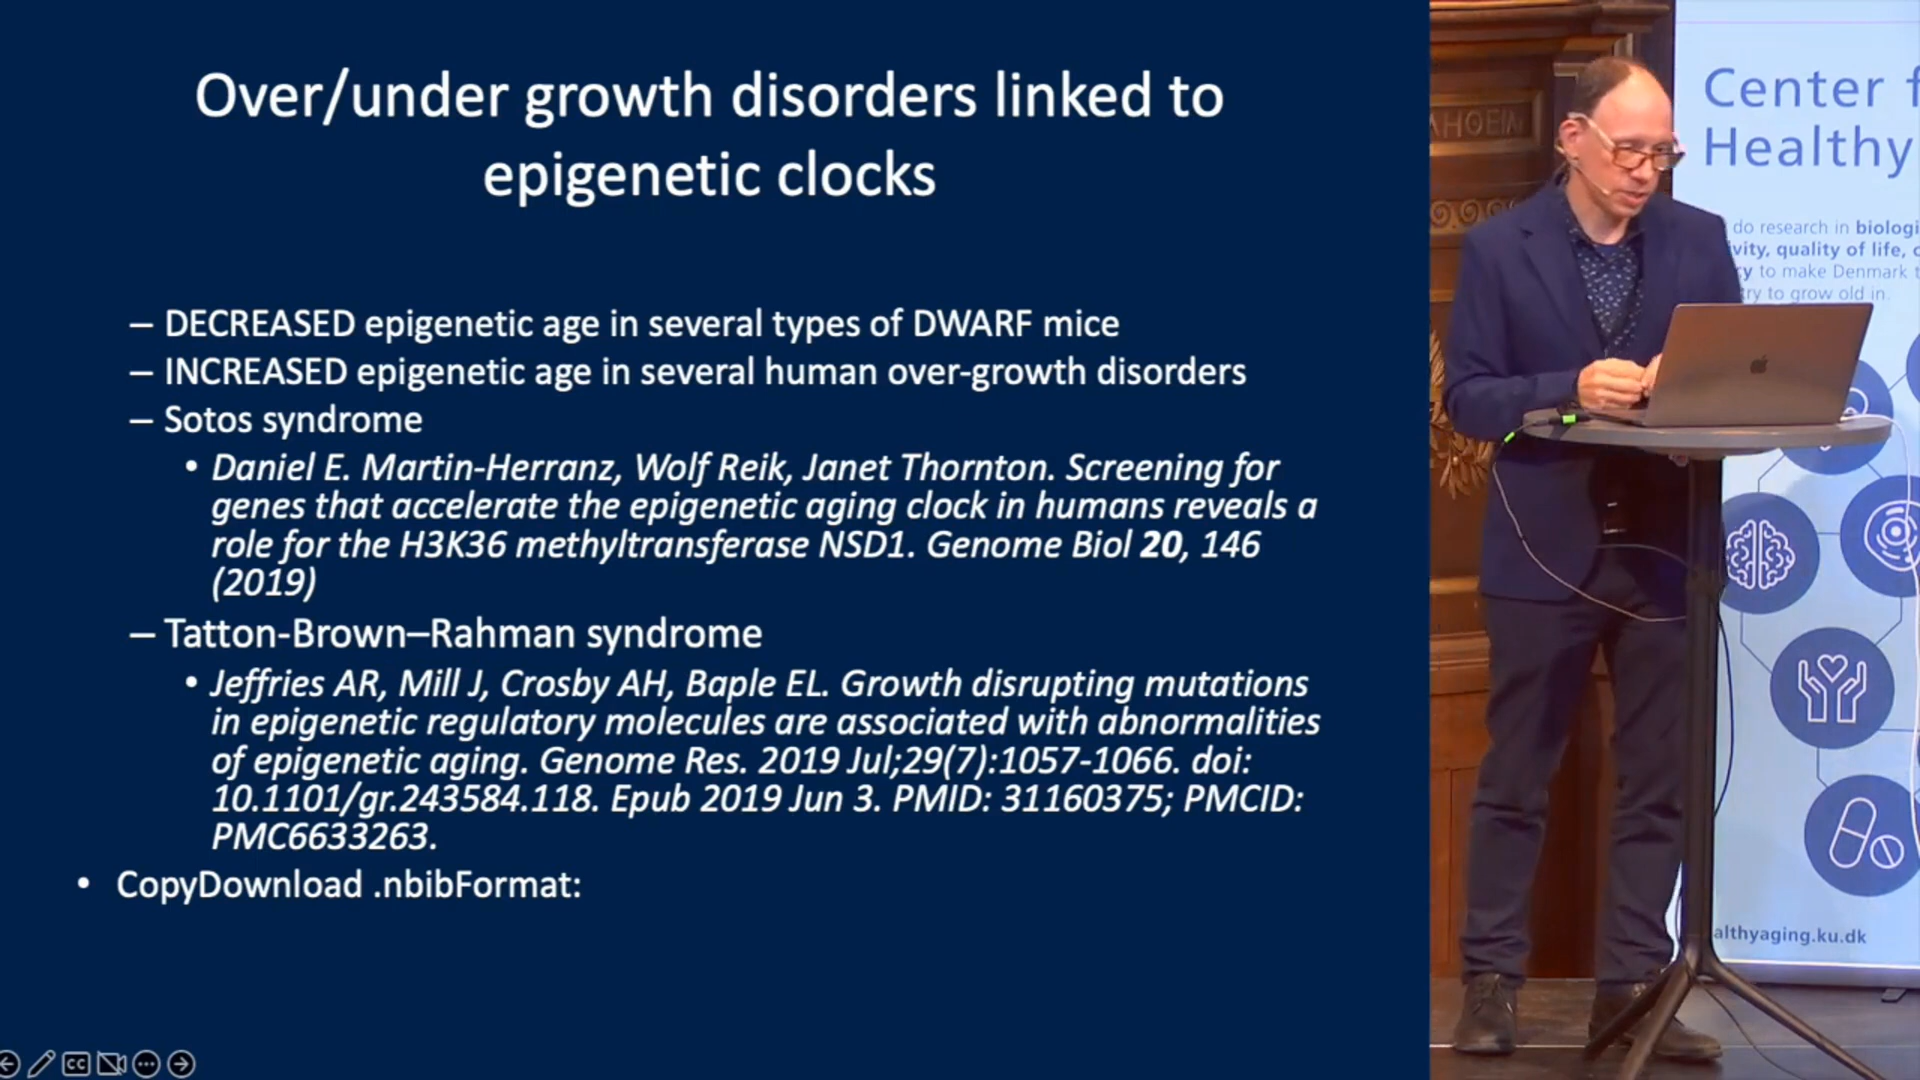 Over/under growth disorders linked to
epigenetic clocks
– DECREASED epigenetic age in several types of DWARF mice
– INCREASED epigenetic age in several human over-growth disorders
– Sotos syndrome
• Daniel E. Martin-Herranz, Wolf Reik, Janet Thornton. Screening for
genes that accelerate the epigenetic aging clock in humans reveals a
role for the H3K36 methyltransferase NSD1. Genome Biol 20, 146
(2019)
– Tatton-Brown–Rahman syndrome
• Jeffries AR, Mill J, Crosby AH, Baple EL. Growth disrupting mutations
in epigenetic regulatory molecules are associated with abnormalities
of epigenetic aging. Genome Res. 2019 Jul;29(7):1057-1066. doi:
10.1101/gr.243584.118. Epub 2019 Jun 3. PMID: 31160375; PMCID:
PMC6633263.
• CopyDownload .nbibFormat:
CC
Center f
Healthy
do research in biologi
vity, quality of life, c
y to make Denmark t
try to grow old in.
althyaging.ku.dk